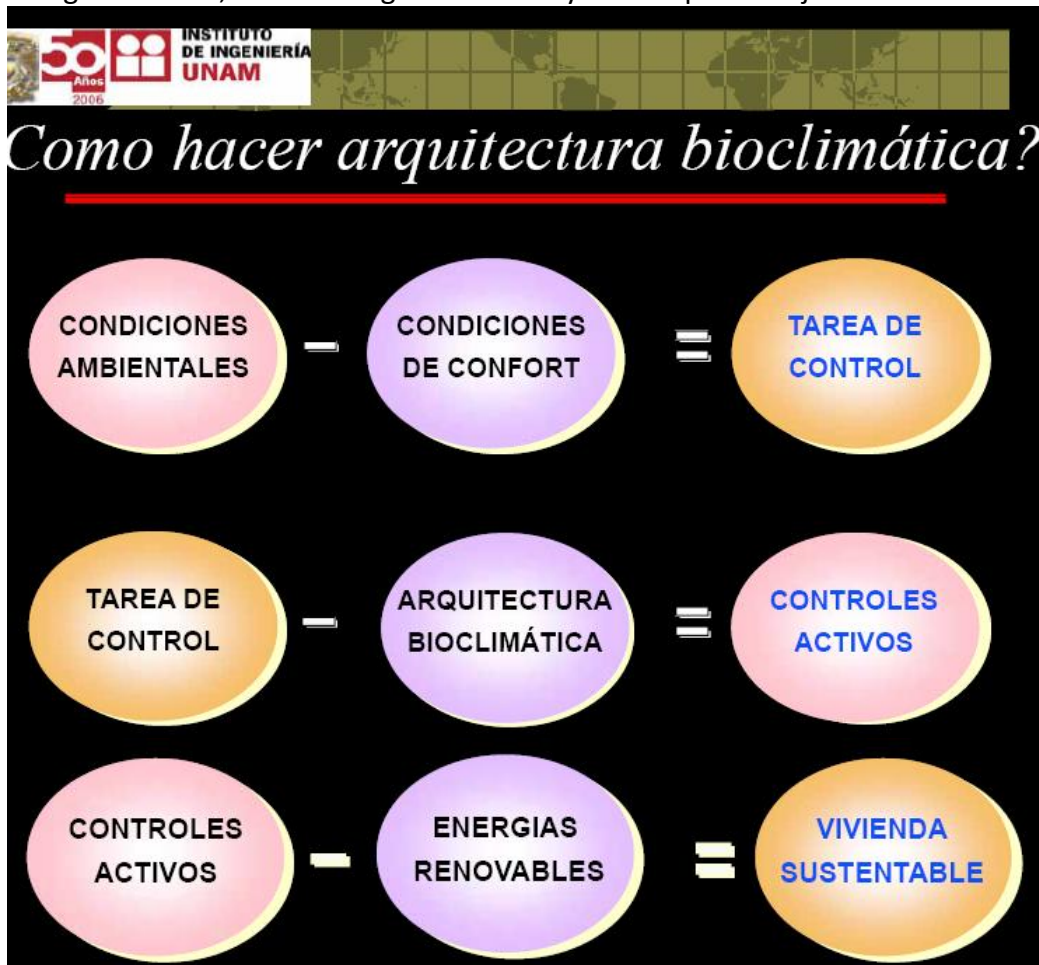 50
Años
2006
INSTITUTO
DE INGENIERÍA
UNAM
Como hacer arquitectura bioclimática?
CONDICIONES
AMBIENTALES
-
CONDICIONES
DE CONFORT
=
TAREA DE
CONTROL
TAREA DE
CONTROL
-
ARQUITECTURA
BIOCLIMÁTICA
=
CONTROLES
ACTIVOS
CONTROLES
ACTIVOS
-
ENERGIAS
RENOVABLES
=
VIVIENDA
SUSTENTABLE